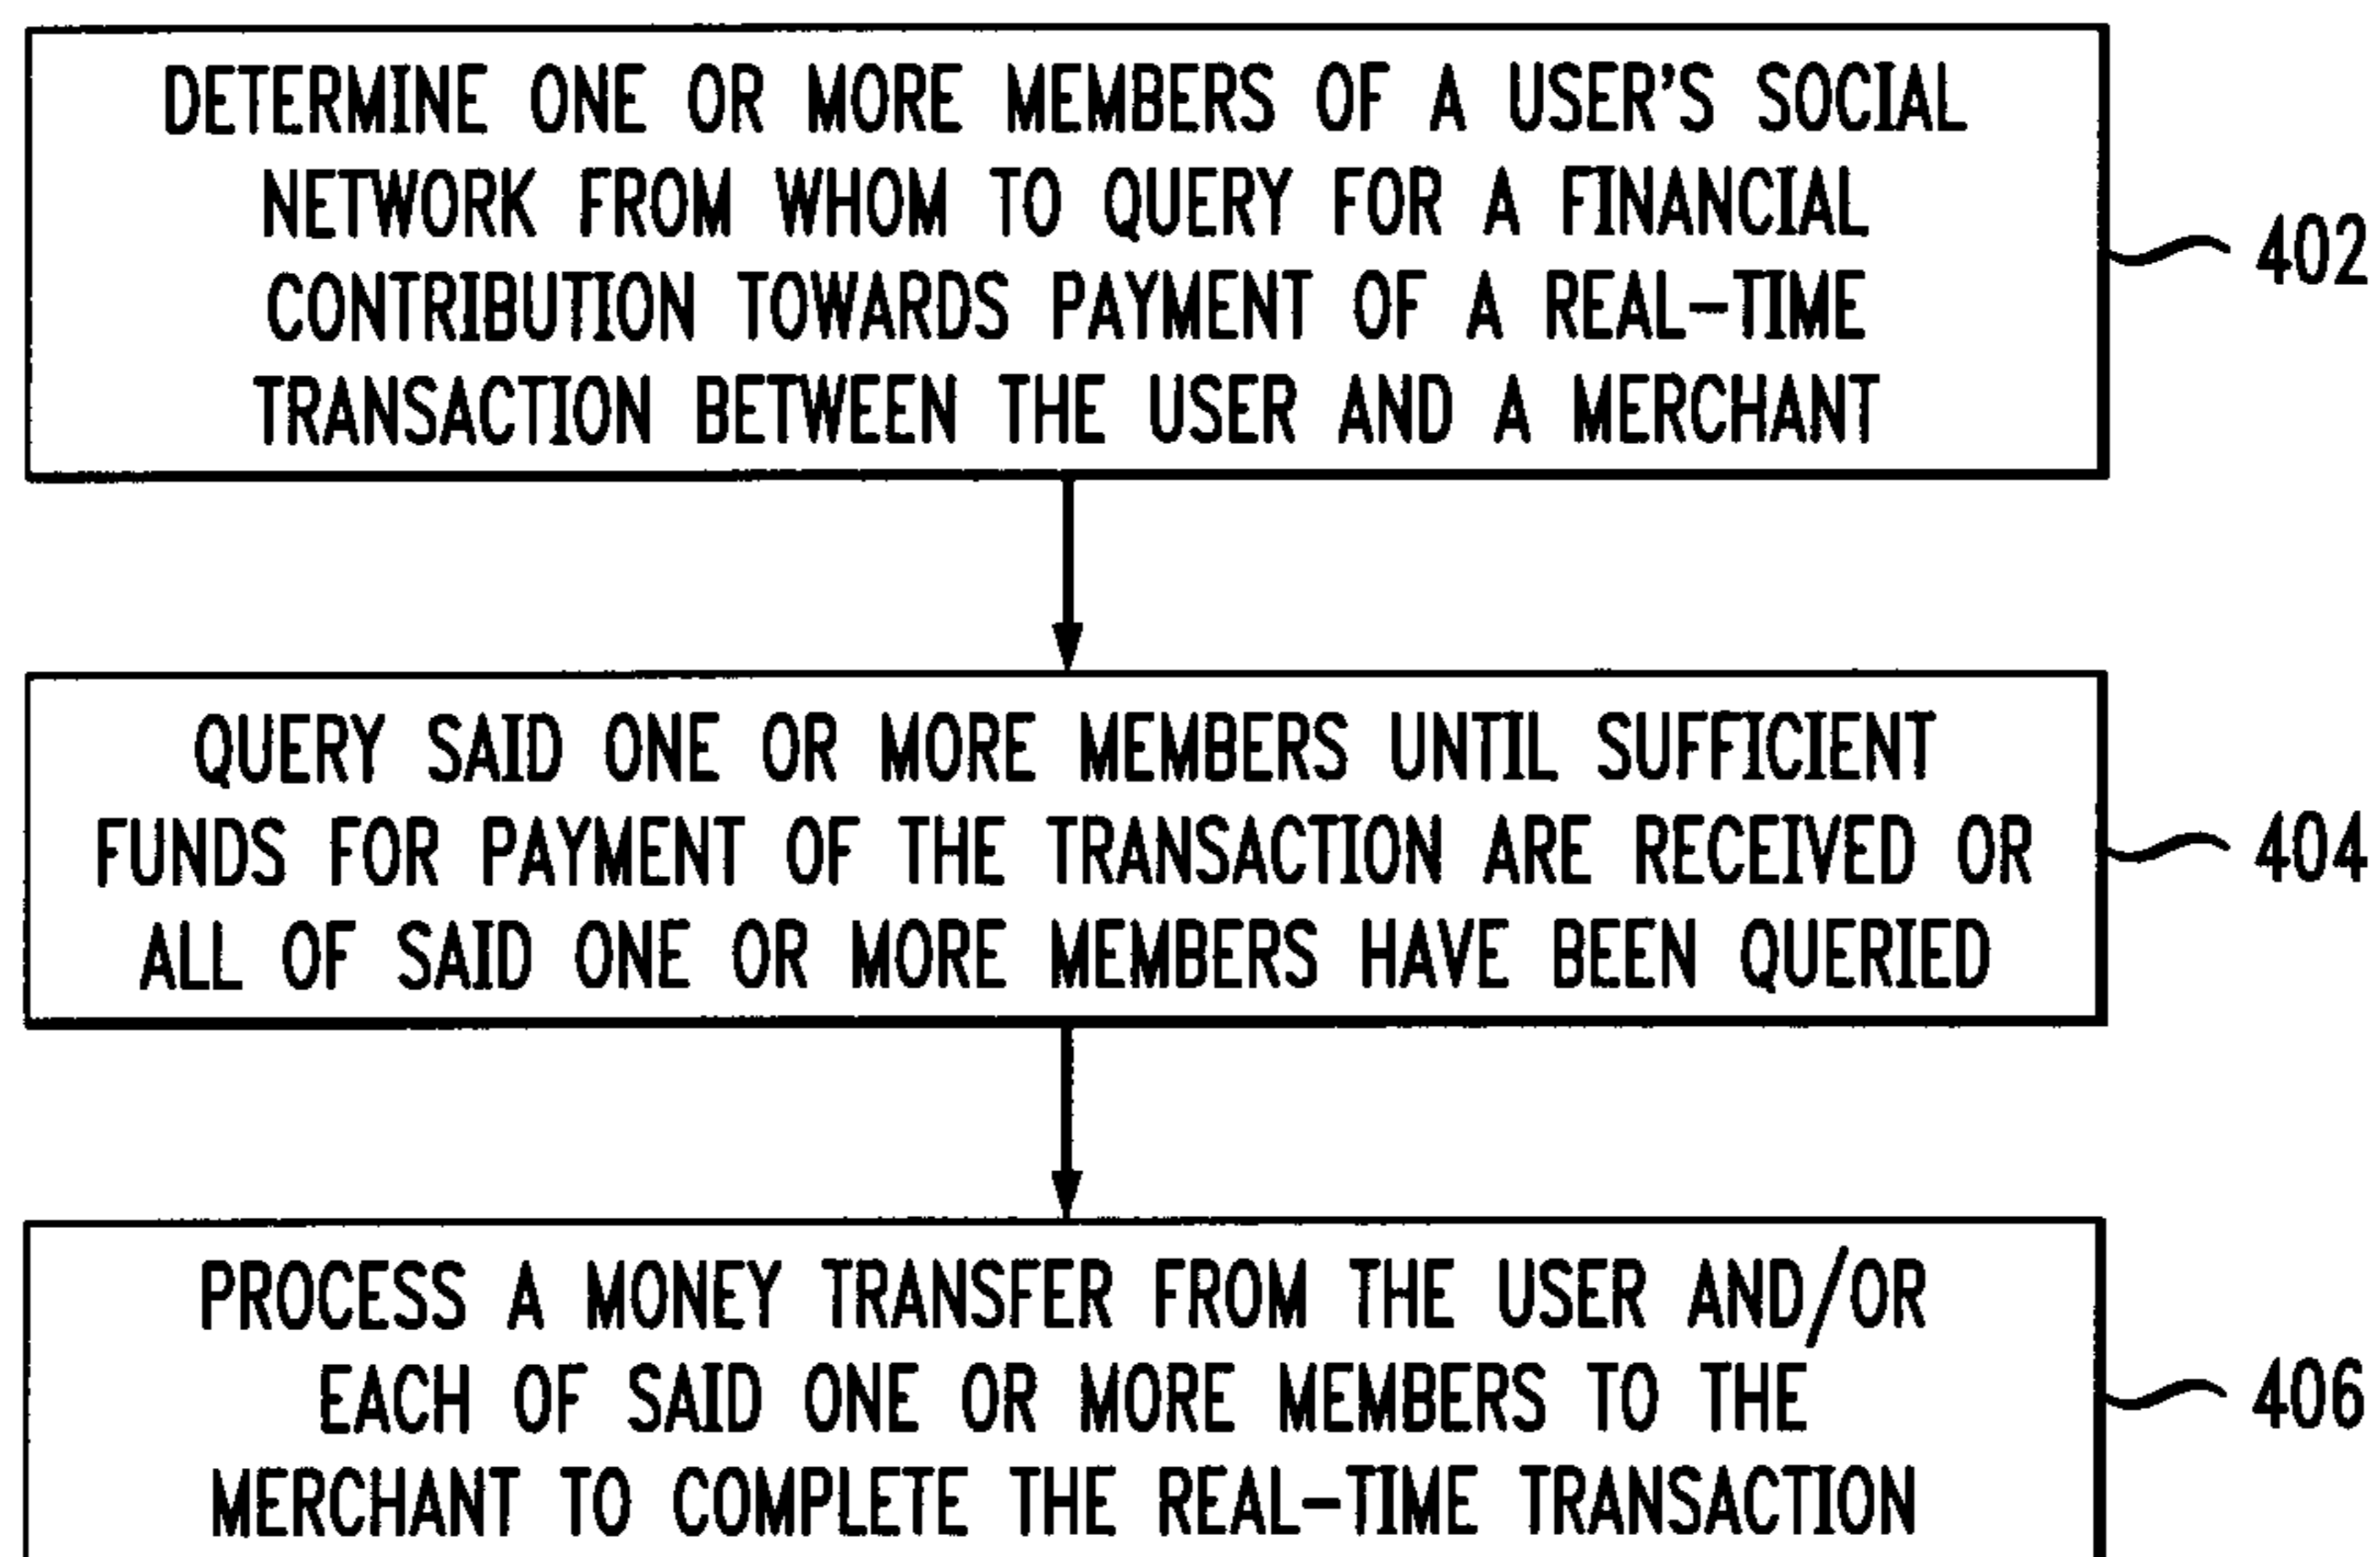 DETERMINE ONE OR MORE MEMBERS OF A USER'S SOCIAL
NETWORK FROM WHOM TO QUERY FOR A FINANCIAL
CONTRIBUTION TOWARDS PAYMENT OF A REAL-TIME
TRANSACTION BETWEEN THE USER AND A MERCHANT
402
QUERY SAID ONE OR MORE MEMBERS UNTIL SUFFICIENT
FUNDS FOR PAYMENT OF THE TRANSACTION ARE RECEIVED OR
ALL OF SAID ONE OR MORE MEMBERS HAVE BEEN QUERIED
404
PROCESS A MONEY TRANSFER FROM THE USER AND/OR
EACH OF SAID ONE OR MORE MEMBERS TO THE
MERCHANT TO COMPLETE THE REAL-TIME TRANSACTION
406